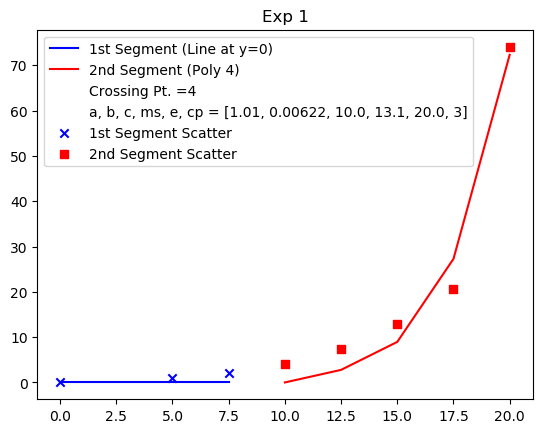 Exp 1
1st Segment (Line at y=0)
2nd Segment (Poly 4)
Crossing Pt. =4
a, b, c, ms, e, cp = [1.01, 0.00622, 10.0, 13.1, 20.0, 3]
1st Segment Scatter
2nd Segment Scatter
70
60
50
40
30
20
10
0
0.0 2.5 5.0 7.5 10.0 12.5 15.0 17.5 20.0